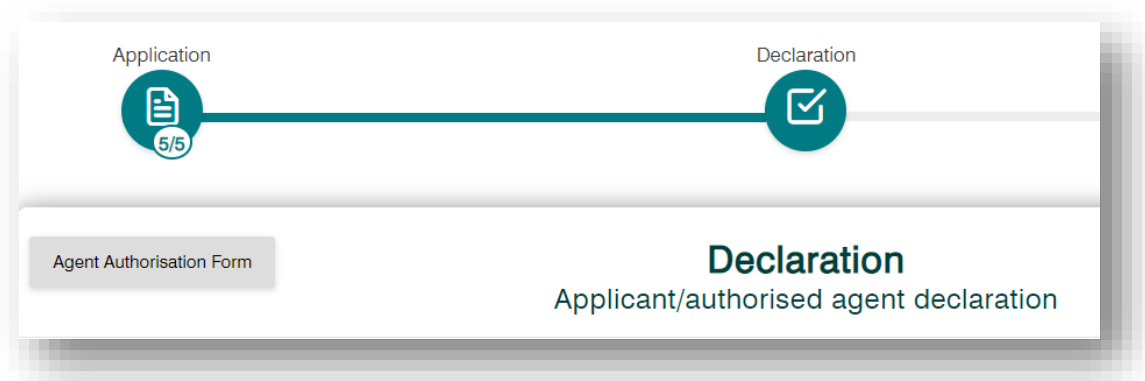 Application
Declaration
5/5
Agent Authorisation Form
Declaration
Applicant/authorised agent declaration